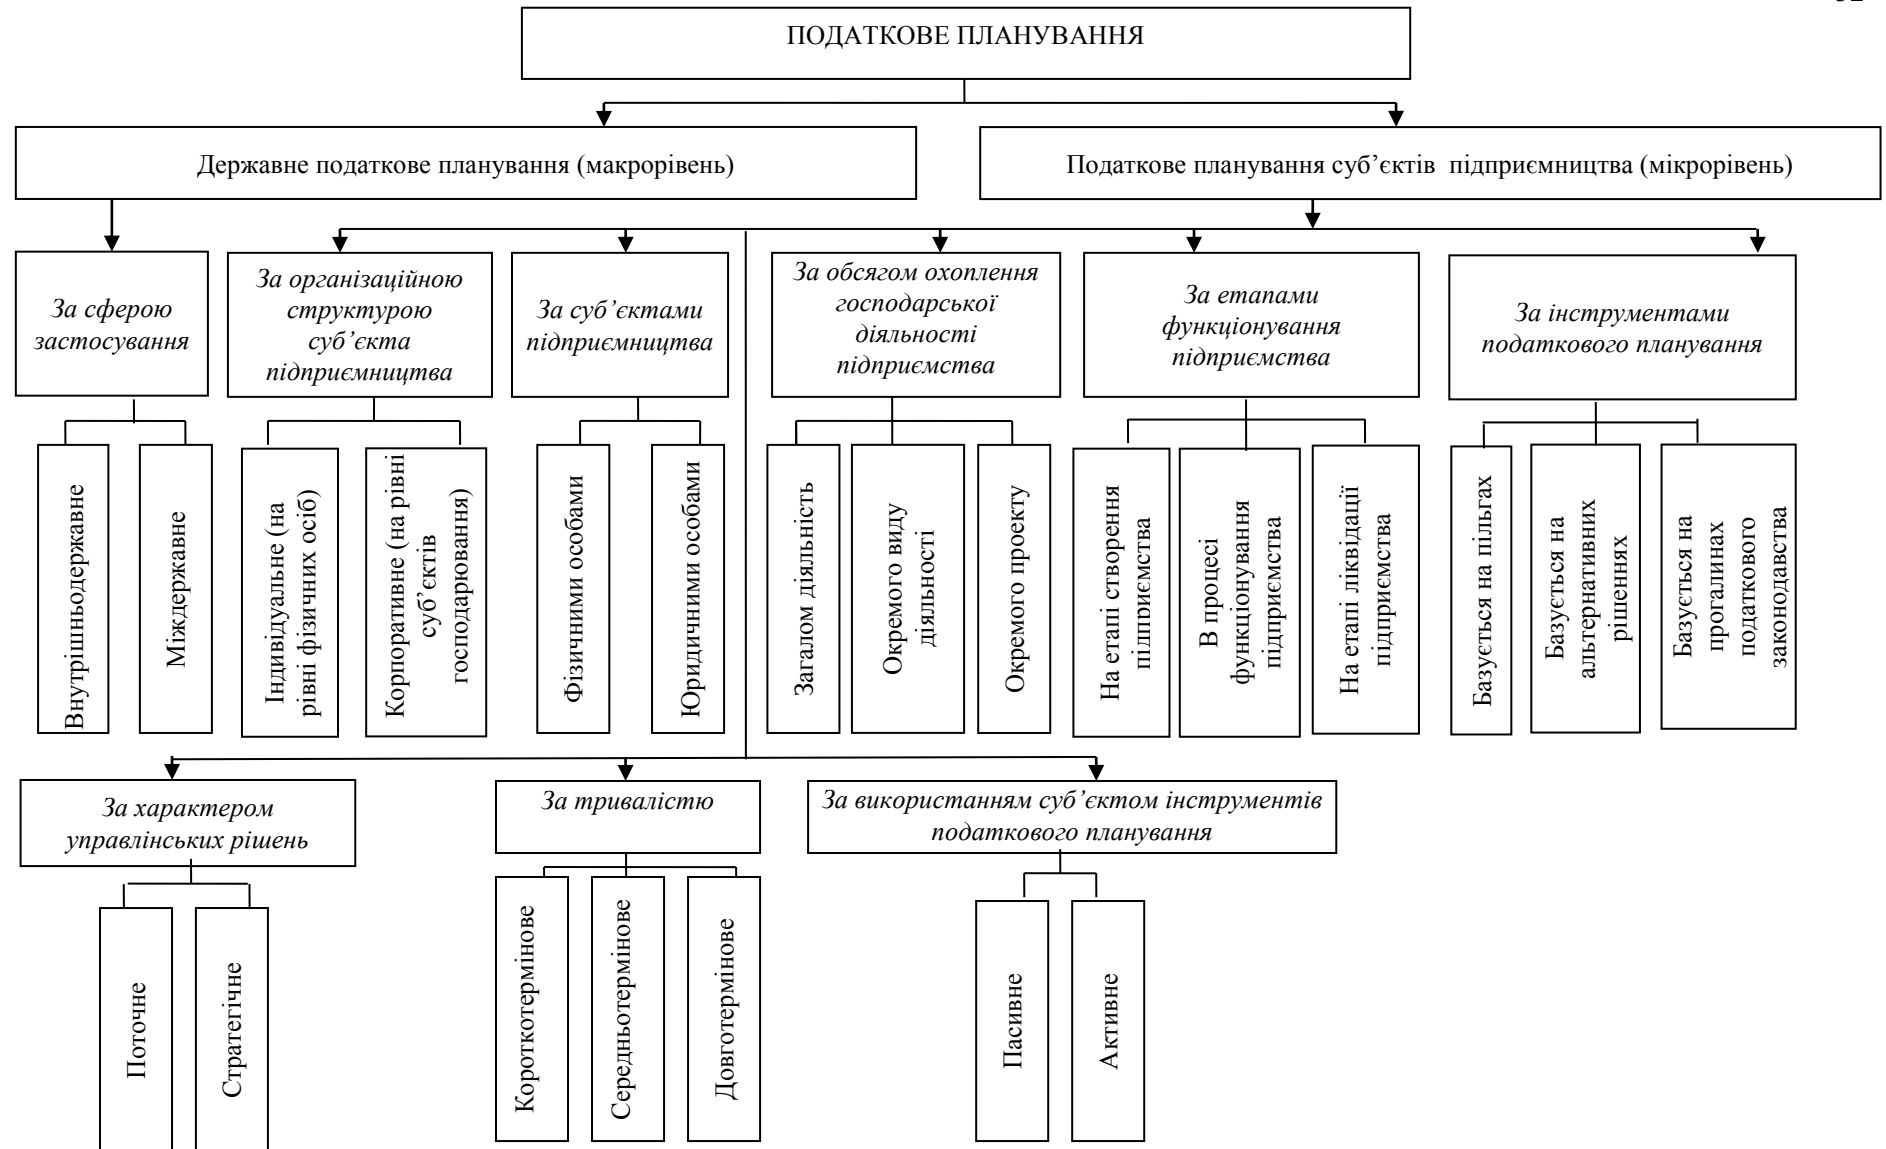 ПОДАТКОВЕ ПЛАНУВАННЯ
Державне податкове планування (макрорівень)
Податкове планування суб’єктів підприємництва (мікрорівень)
За сферою
застосування
За організаційною
структурою
суб’єкта
підприємництва
За суб’єктами
підприємництва
За обсягом охоплення
господарської
діяльності
підприємства
За етапами
функціонування
підприємства
За інструментами
податкового планування
Внутрішньодержавне
Міждержавне
Індивідуальне (на
рівні фізичних осіб)
Корпоративне (на рівні
суб’єктів
господарювання)
Фізичними особами
Юридичними особами
Загалом діяльність
Окремого виду
діяльності
Окремого проекту
На етапі створення
підприємства
В процесі
функціонування
підприємства
На етапі ліквідації
підприємства
Базується на пільгах
Базується на
альтернативних
рішеннях
Базується на
прогалинах
податкового
законодавства
За характером
управлінських рішень
За тривалістю
За використанням суб’єктом інструментів
податкового планування
Поточне
Стратегічне
Короткотермінове
Середньотермінове
Довготермінове
Пасивне
Активне